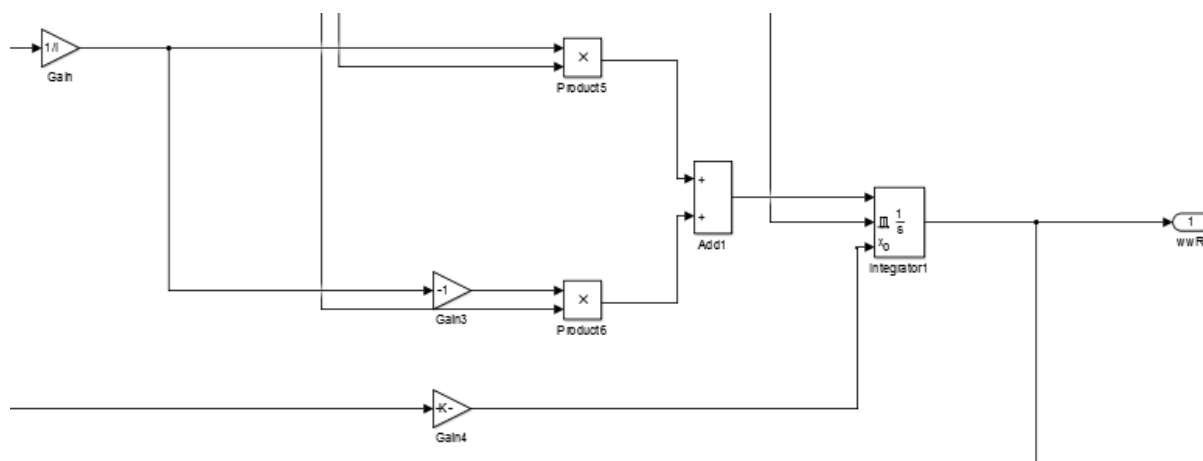 1/I
Gain
×
Product5
+
+
Add1
1
s
x₀
Integrator1
1
wwR
-1
Gain3
×
Product6
-K-
Gain4